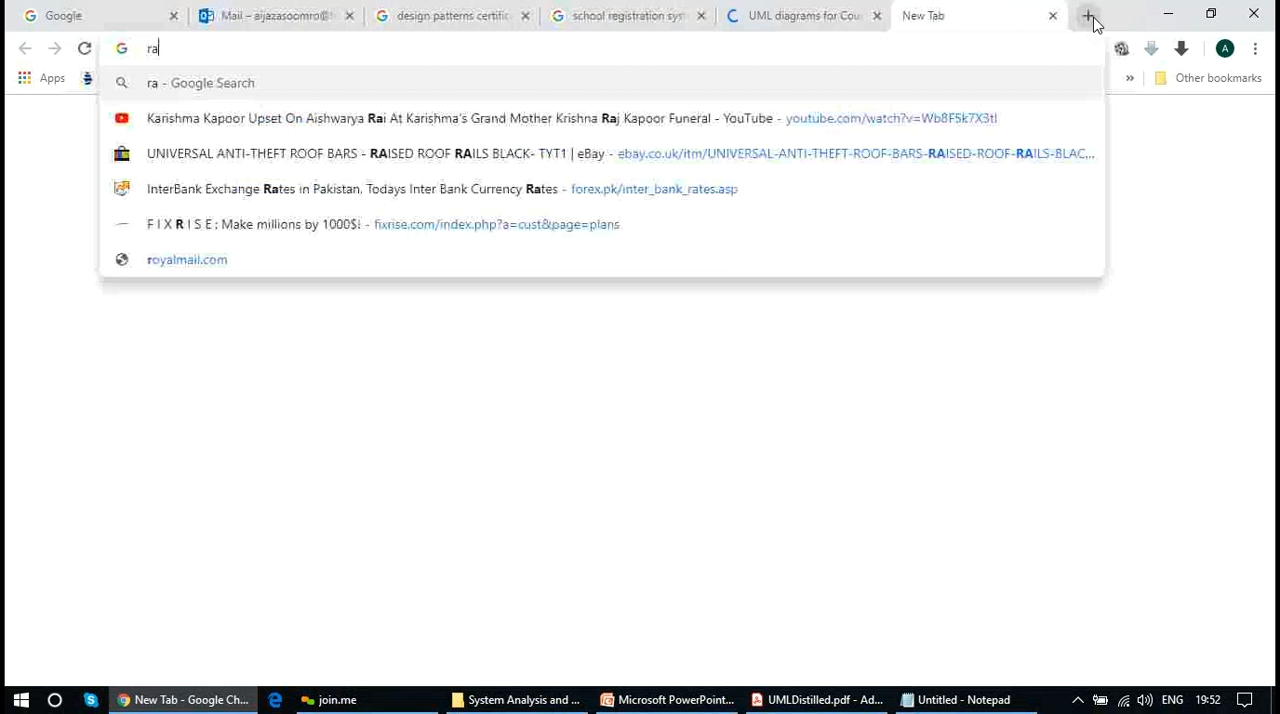 Google
Mail – aijazasoomro@
design patterns certific
school registration syst
UML diagrams for Cou
New Tab
ra
ra - Google Search
Karishma Kapoor Upset On Aishwarya Rai At Karishma's Grand Mother Krishna Raj Kapoor Funeral - YouTube - youtube.com/watch?v=Wb8F5k7X3tI
UNIVERSAL ANTI-THEFT ROOF BARS - RAISED ROOF RAILS BLACK- TYT1 | eBay - ebay.co.uk/itm/UNIVERSAL-ANTI-THEFT-ROOF-BARS-RAISED-ROOF-RAILS-BLAC...
InterBank Exchange Rates in Pakistan. Todays Inter Bank Currency Rates - forex.pk/inter_bank_rates.asp
F I X R I S E ; Make millions by 1000$! - fixrise.com/index.php?a=cust&page=plans
royalmail.com
A
Apps
» Other bookmarks
New Tab - Google Ch...
join.me
System Analysis and ...
Microsoft PowerPoint...
UMLDistilled.pdf - Ad...
Untitled - Notepad
ENG
19:52